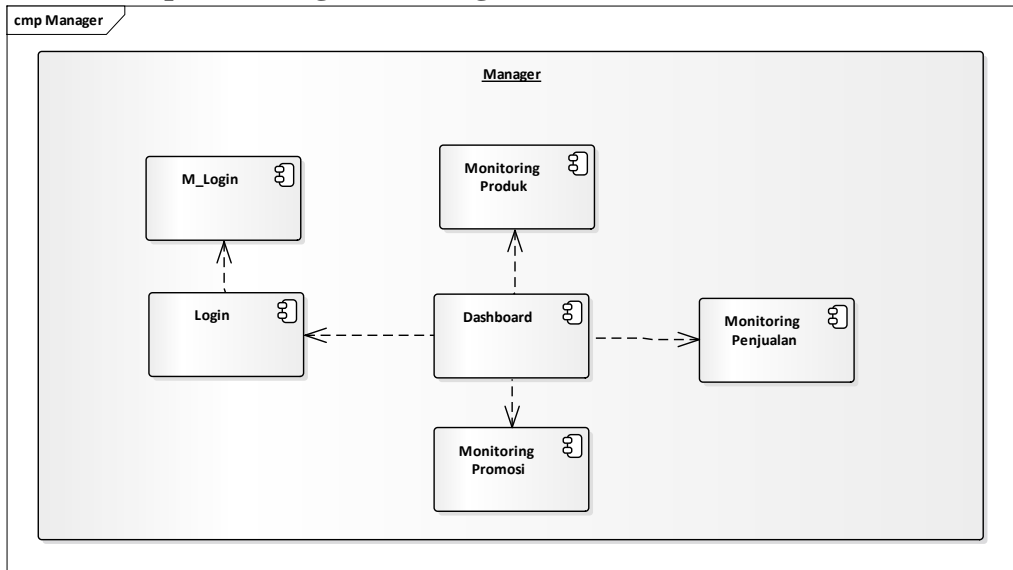 cmp Manager
Manager
M_Login
Monitoring
Produk
Login
Dashboard
Monitoring
Penjualan
Monitoring
Promosi